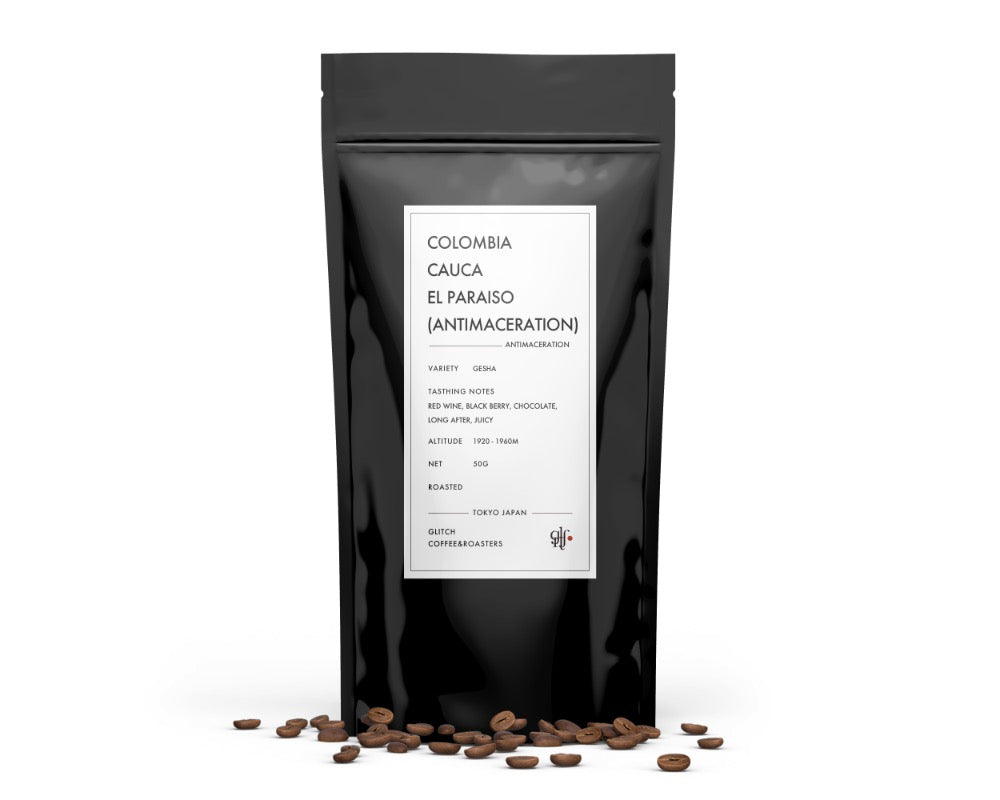 COLOMBIA
CAUCA
EL PARAISO
(ANTIMACERATION)
ANTIMACERATION
VARIETY GESHA
TASTHING NOTES
RED WINE, BLACK BERRY, CHOCOLATE,
LONG AFTER, JUICY
ALTITUDE 1920 - 1960M
NET 50G
ROASTED
TOKYO JAPAN
GLITCH
COFFEE&ROASTERS